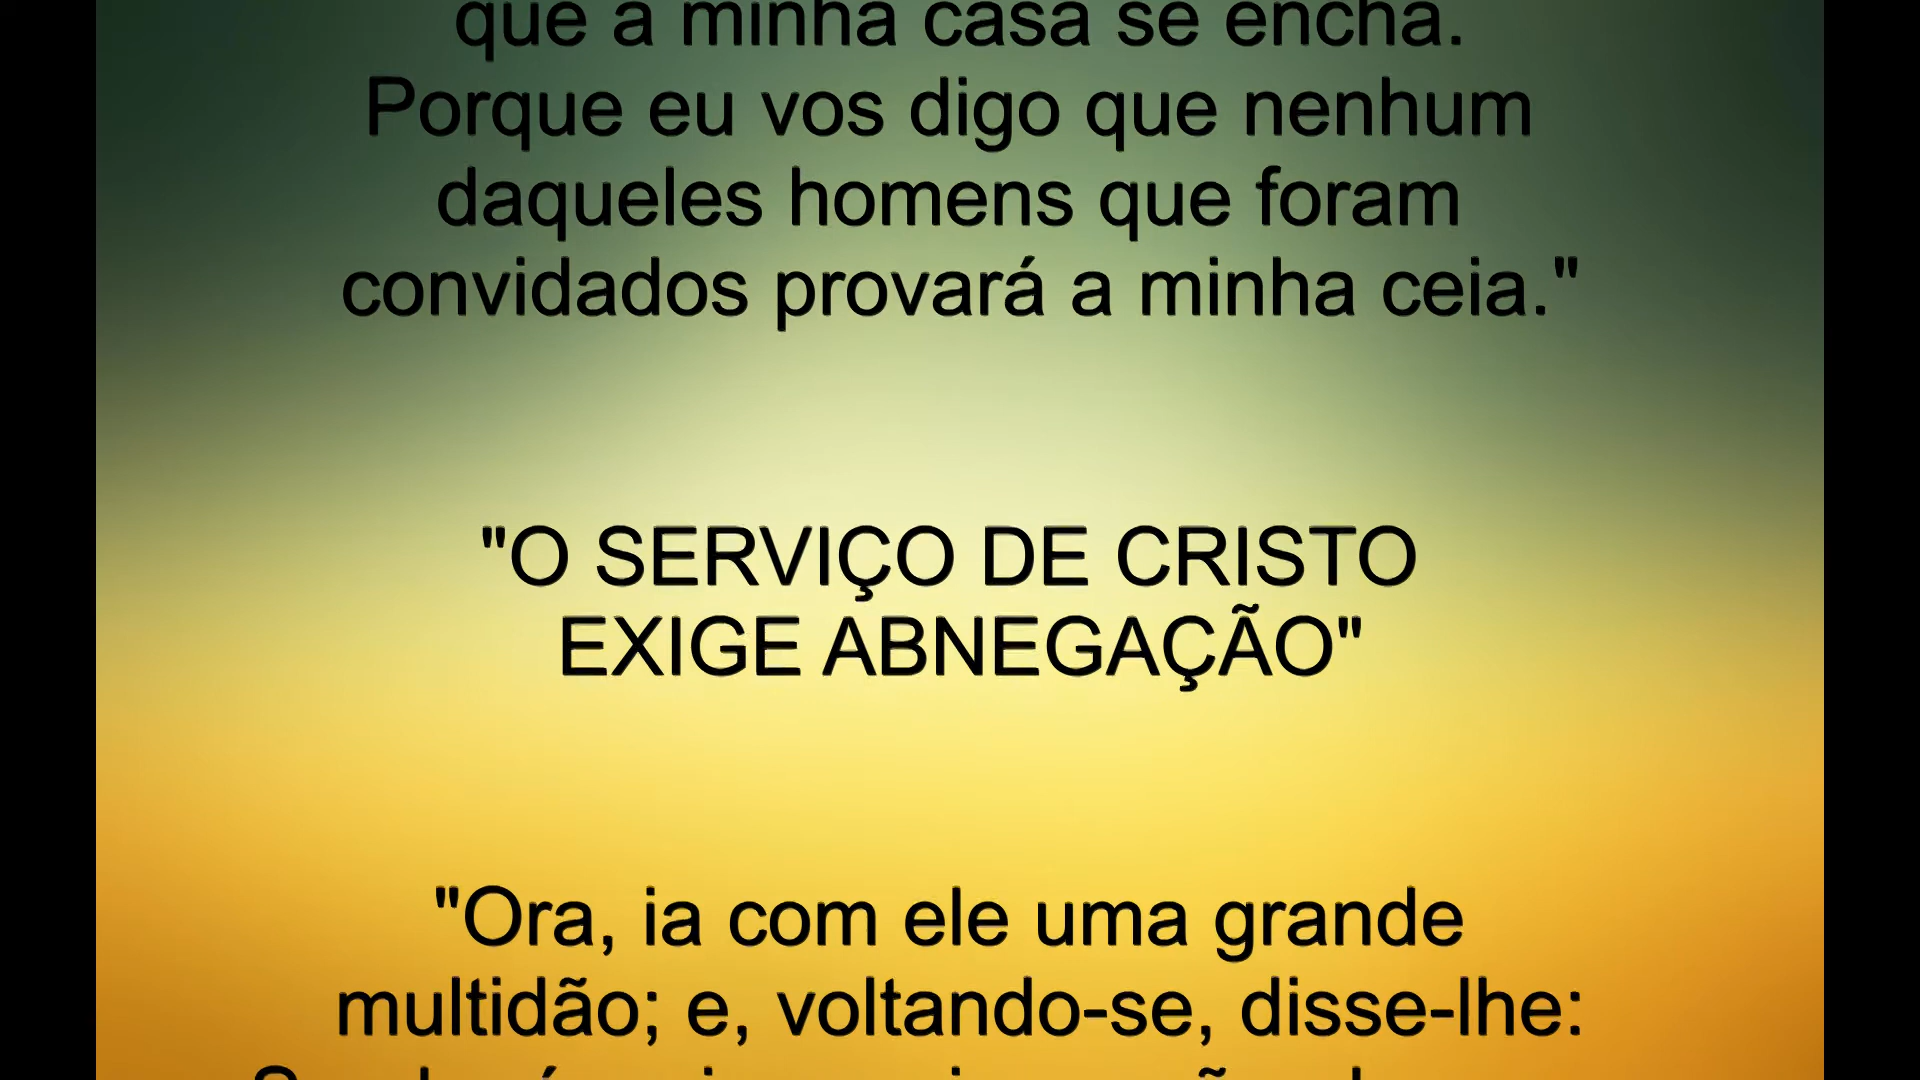 que a minha casa se encha.
Porque eu vos digo que nenhum
daqueles homens que foram
convidados provará a minha ceia."
"O SERVIÇO DE CRISTO
EXIGE ABNEGAÇÃO"
"Ora, ia com ele uma grande
multidão; e, voltando-se, disse-lhe: